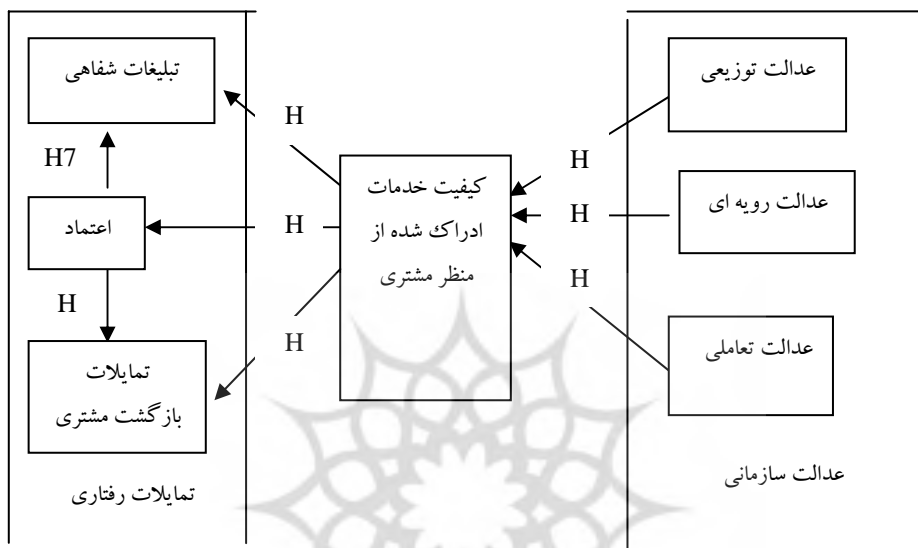 عدالت توزیعی
عدالت رویه ای
عدالت تعاملی
عدالت سازمانی
H
H
H
کیفیت خدمات
ادراک شده از
منظر مشتری
H
H
H
تبلیغات شفاهی
H7
اعتماد
H
تمایلات
بازگشت مشتری
تمایلات رفتاری